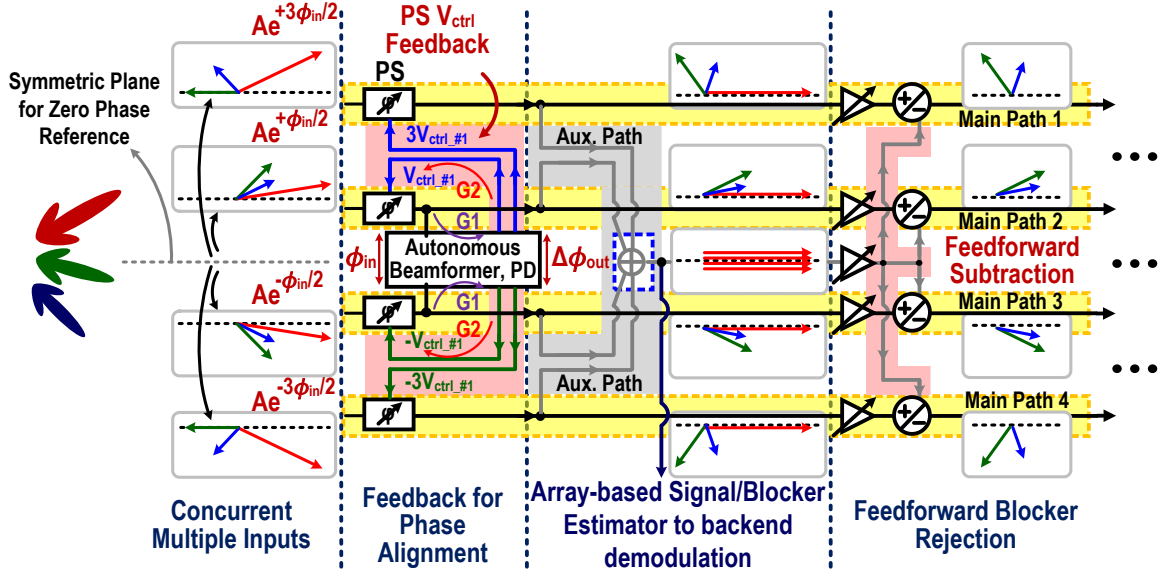 Ae+3ϕin/2
Symmetric Plane
for Zero Phase
Reference
Ae+ϕin/2
Ae-ϕin/2
Ae-3ϕin/2
Concurrent
Multiple Inputs
PS Vctrl
Feedback
PS
φ
3Vctrl_#1
Vctrl_#1
G2
φ
G1
ϕin
Autonomous
Beamformer, PD
Δϕout
G1
φ
G2
-Vctrl_#1
-3Vctrl_#1
φ
Feedback for
Phase
Alignment
Aux. Path
Aux. Path
Array-based Signal/Blocker
Estimator to backend
demodulation
Main Path 1
Main Path 2
Feedforward
Subtraction
Main Path 3
Main Path 4
Feedforward Blocker
Rejection